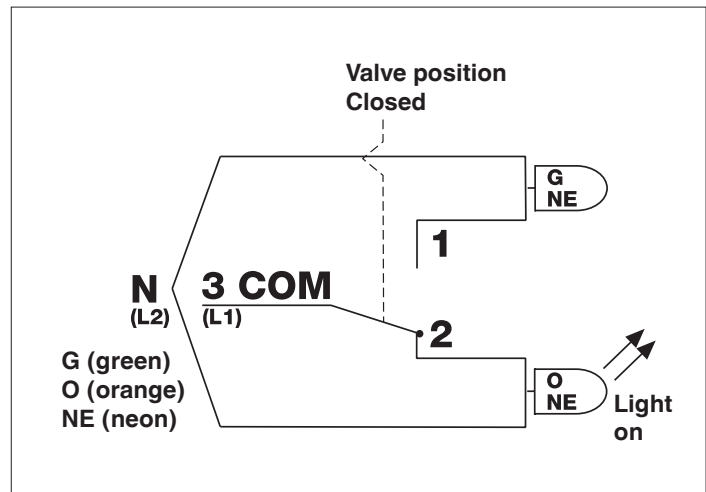 Valve position
Closed
G
NE
1
N
(L2)
3 COM
(L1)
2
G (green)
O (orange)
NE (neon)
O
NE
Light
on